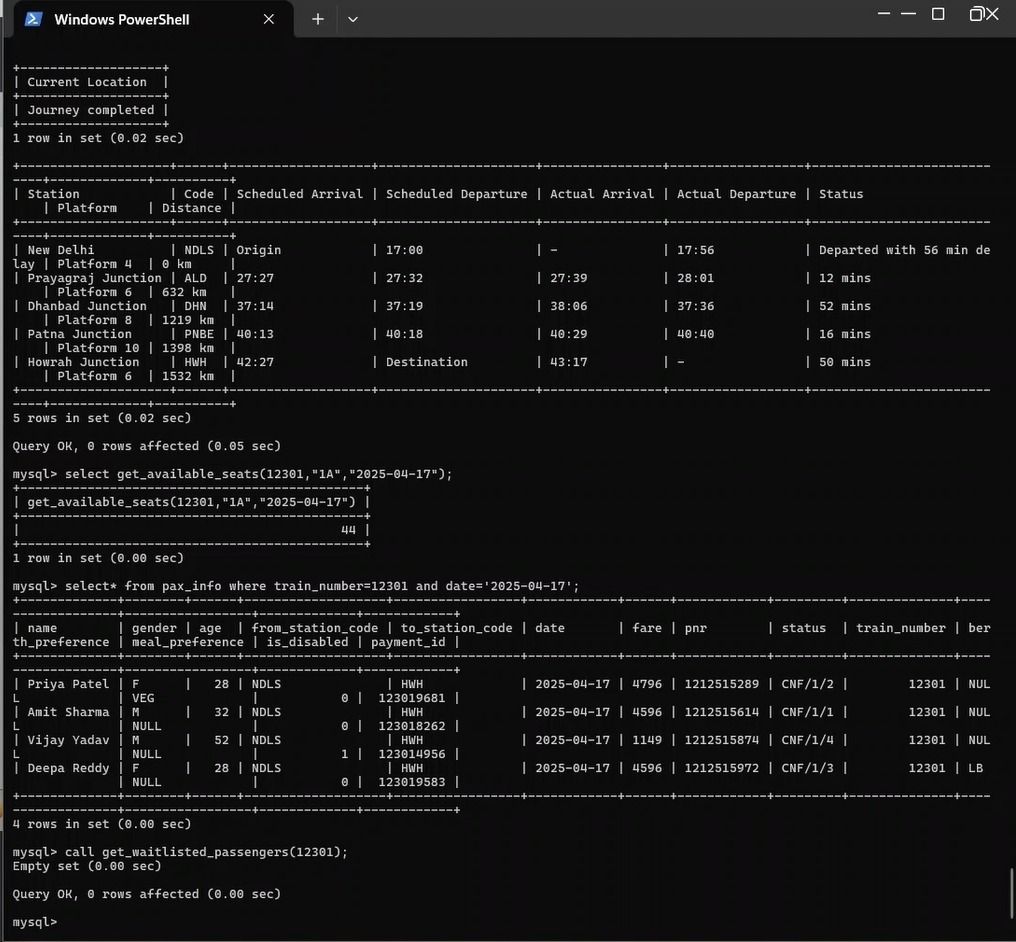 Windows PowerShell
+-------------------+
| Current Location  |
+-------------------+
| Journey completed |
+-------------------+
1 row in set (0.02 sec)
+--------------------+------+-------------------+---------------------+----------------+------------------+------------------------
----+-------------+----------+
| Station            | Code | Scheduled Arrival | Scheduled Departure | Actual Arrival | Actual Departure | Status
    | Platform    | Distance |
+--------------------+------+-------------------+---------------------+----------------+------------------+------------------------
----+-------------+----------+
| New Delhi          | NDLS | Origin            | 17:00               | -              | 17:56            | Departed with 56 min de
lay | Platform 4  | 0 km     |
| Prayagraj Junction | ALD  | 27:27             | 27:32               | 27:39          | 28:01            | 12 mins
    | Platform 6  | 632 km   |
| Dhanbad Junction   | DHN  | 37:14             | 37:19               | 38:06          | 37:36            | 52 mins
    | Platform 8  | 1219 km  |
| Patna Junction     | PNBE | 40:13             | 40:18               | 40:29          | 40:40            | 16 mins
    | Platform 10 | 1398 km  |
| Howrah Junction    | HWH  | 42:27             | Destination         | 43:17          | -                | 50 mins
    | Platform 6  | 1532 km  |
+--------------------+------+-------------------+---------------------+----------------+------------------+------------------------
----+-------------+----------+
5 rows in set (0.02 sec)
Query OK, 0 rows affected (0.05 sec)
mysql> select get_available_seats(12301,"1A","2025-04-17");
+----------------------------------------------+
| get_available_seats(12301,"1A","2025-04-17") |
+----------------------------------------------+
|                                           44 |
+----------------------------------------------+
1 row in set (0.00 sec)
mysql> select* from pax_info where train_number=12301 and date='2025-04-17';
+-------------+--------+------+-------------------+-----------------+------------+------+------------+---------+--------------+----
--------------+-----------------+-------------+------------+
| name        | gender | age  | from_station_code | to_station_code | date       | fare | pnr        | status  | train_number | ber
th_preference | meal_preference | is_disabled | payment_id |
+-------------+--------+------+-------------------+-----------------+------------+------+------------+---------+--------------+----
--------------+-----------------+-------------+------------+
| Priya Patel | F      |   28 | NDLS              | HWH             | 2025-04-17 | 4796 | 1212515289 | CNF/1/2 |        12301 | NUL
L             | VEG             |           0 |  123019681 |
| Amit Sharma | M      |   32 | NDLS              | HWH             | 2025-04-17 | 4596 | 1212515614 | CNF/1/1 |        12301 | NUL
L             | NULL            |           0 |  123018262 |
| Vijay Yadav | M      |   52 | NDLS              | HWH             | 2025-04-17 | 1149 | 1212515874 | CNF/1/4 |        12301 | NUL
L             | NULL            |           1 |  123014956 |
| Deepa Reddy | F      |   28 | NDLS              | HWH             | 2025-04-17 | 4596 | 1212515972 | CNF/1/3 |        12301 | LB
              | NULL            |           0 |  123019583 |
+-------------+--------+------+-------------------+-----------------+------------+------+------------+---------+--------------+----
--------------+-----------------+-------------+------------+
4 rows in set (0.00 sec)
mysql> call get_waitlisted_passengers(12301);
Empty set (0.00 sec)
Query OK, 0 rows affected (0.00 sec)
mysql>